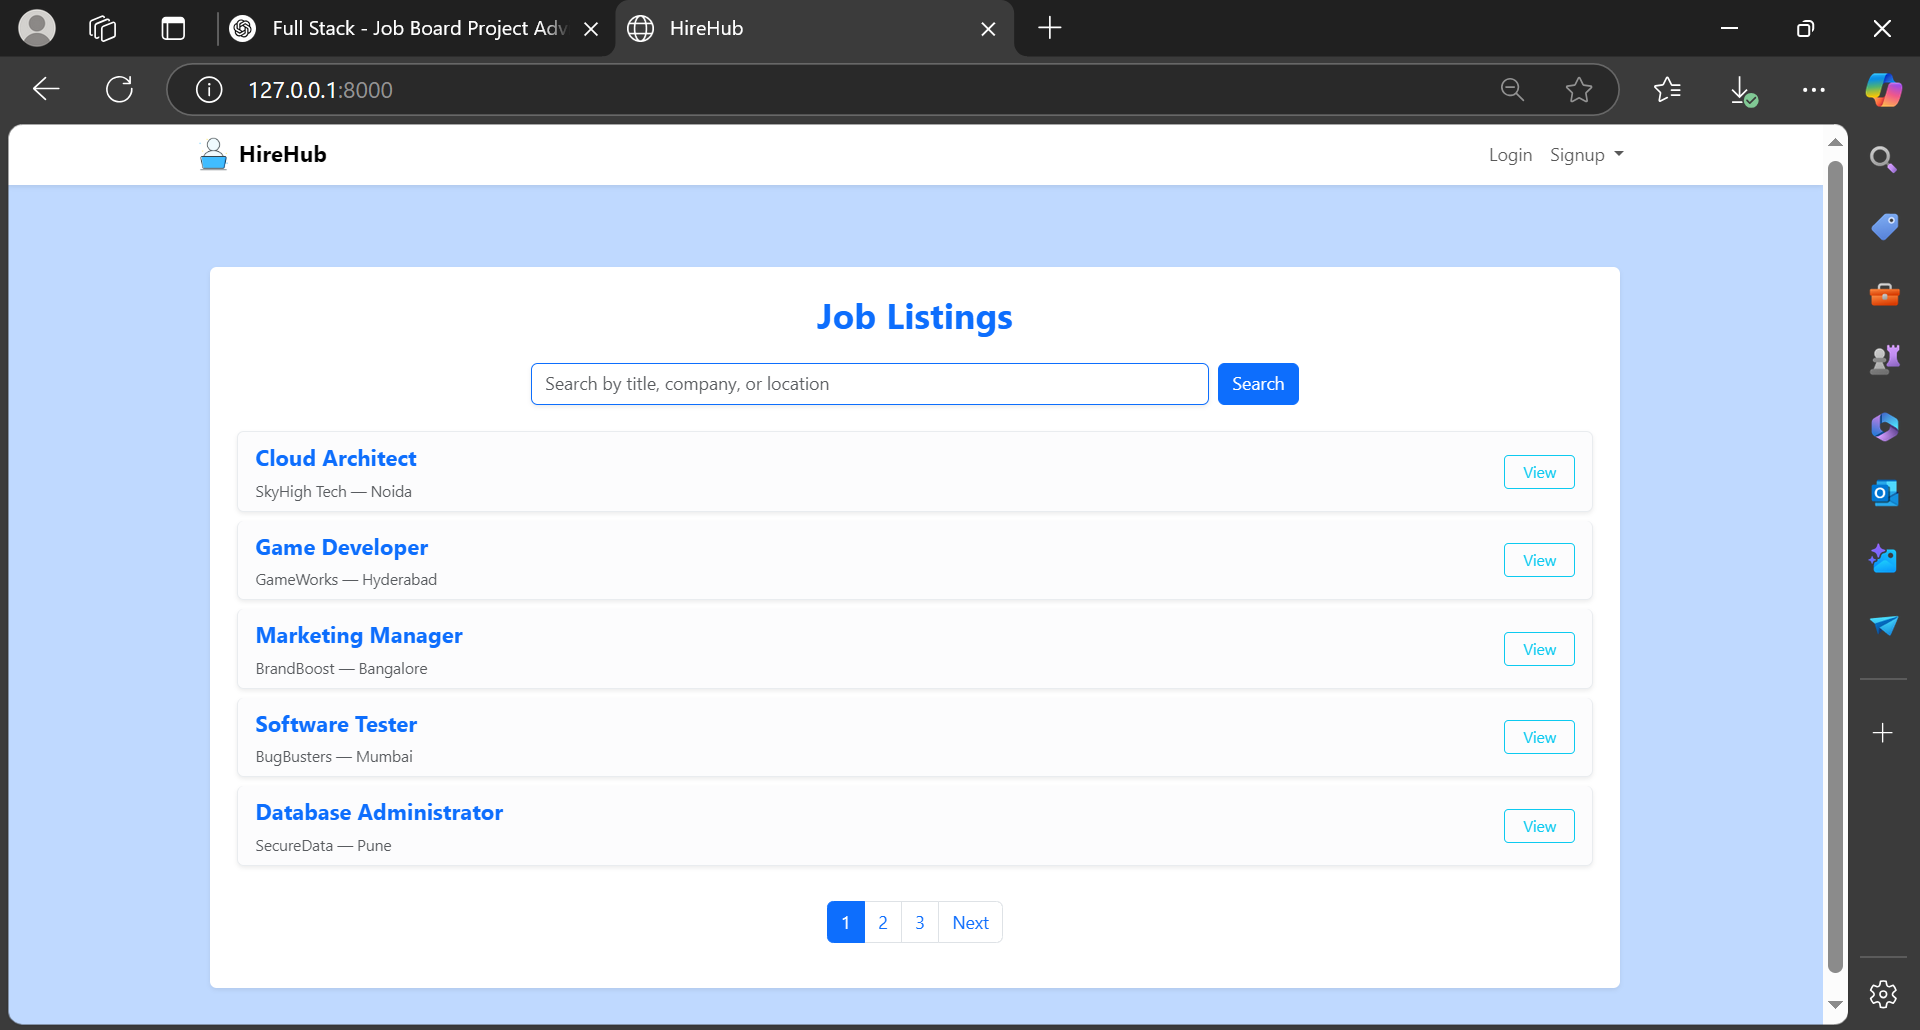 Full Stack - Job Board Project Adv
HireHub
127.0.0.1:8000
HireHub
Login Signup
Job Listings
Search by title, company, or location
Search
Cloud Architect
SkyHigh Tech — Noida
View
Game Developer
GameWorks — Hyderabad
View
Marketing Manager
BrandBoost — Bangalore
View
Software Tester
BugBusters — Mumbai
View
Database Administrator
SecureData — Pune
View
1 2 3 Next